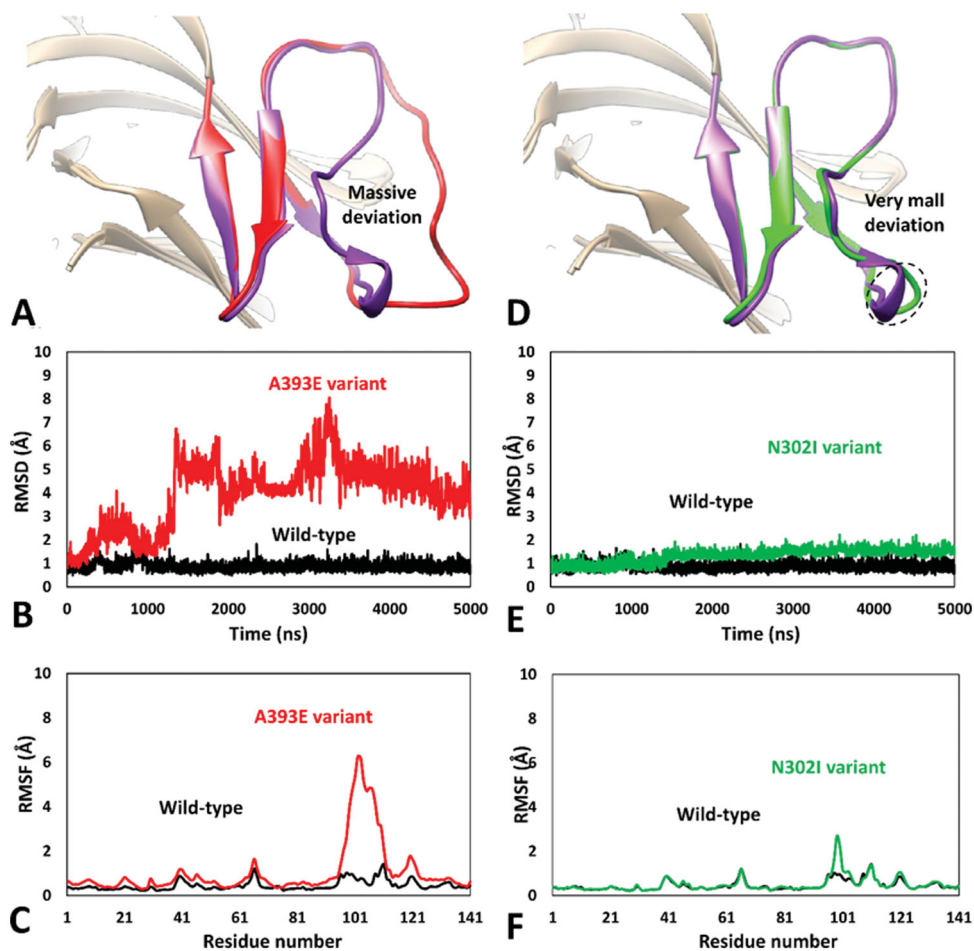 Massive
deviation
A
Very mall
deviation
D
10
9
8
7
6
5
4
3
2
1
0
RMSD (Å)
A393E variant
Wild-type
0 1000 2000 3000 4000 5000
Time (ns)
B
10
9
8
7
6
5
4
3
2
1
0
RMSD (Å)
N302I variant
Wild-type
0 1000 2000 3000 4000 5000
Time (ns)
E
10
8
6
4
2
0
RMSF (Å)
A393E variant
Wild-type
1 21 41 61 81 101 121 141
Residue number
C
10
8
6
4
2
0
RMSF (Å)
N302I variant
Wild-type
1 21 41 61 81 101 121 141
Residue number
F